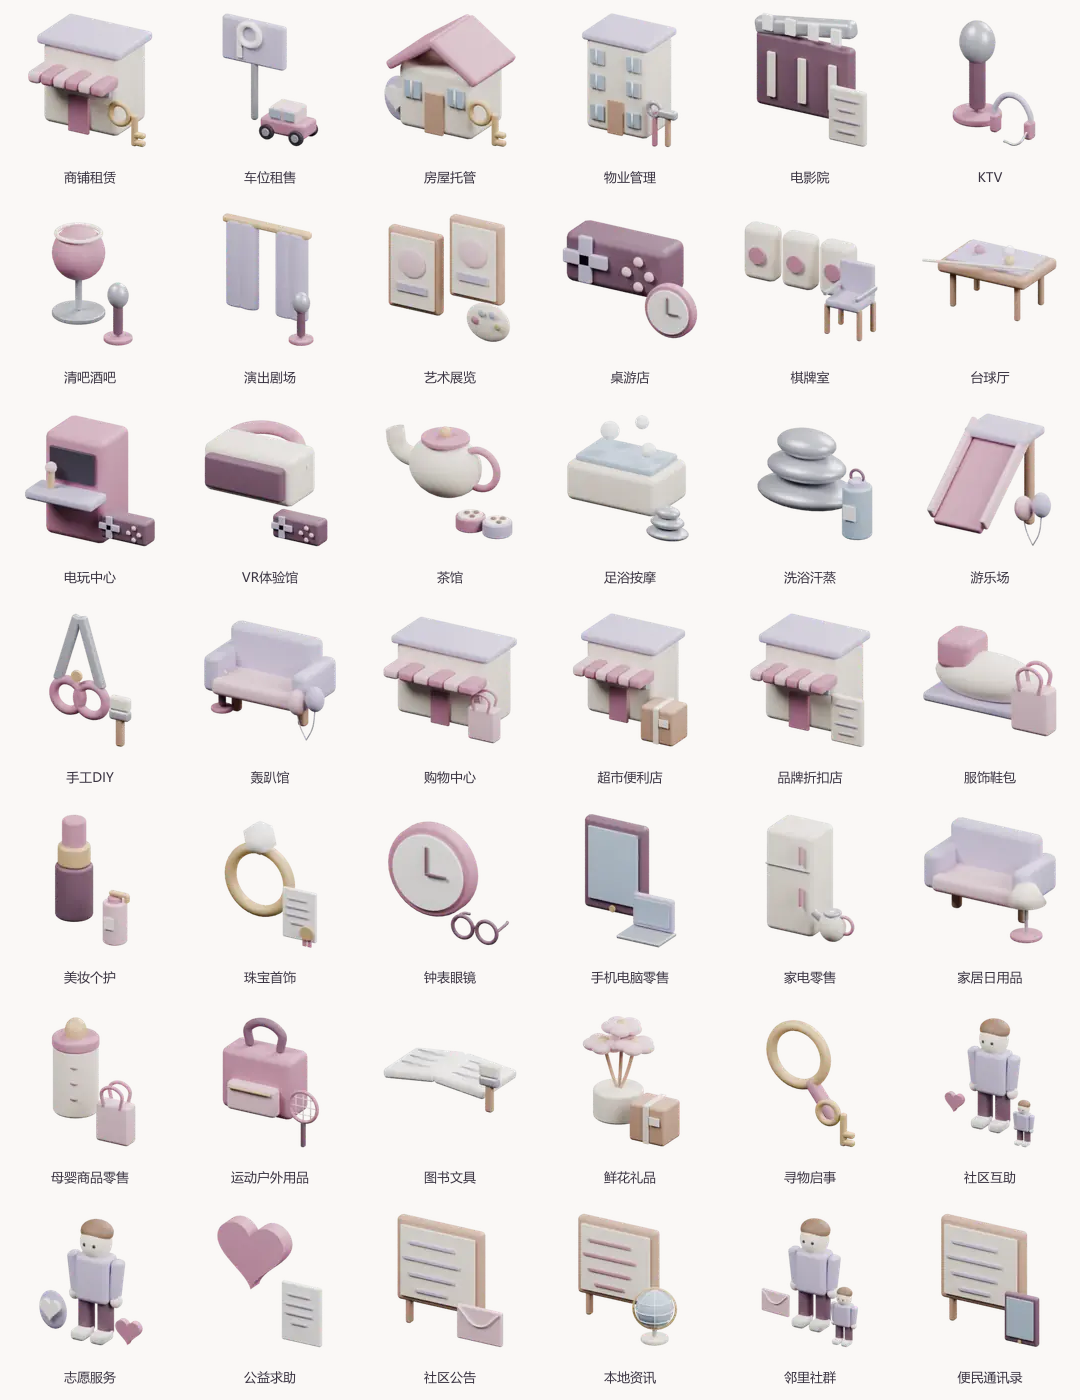 P
商铺租赁
车位租售
房屋托管
物业管理
电影院
KTV
清吧酒吧
演出剧场
艺术展览
桌游店
棋牌室
台球厅
电玩中心
VR体验馆
茶馆
足浴按摩
洗浴汗蒸
游乐场
手工DIY
轰趴馆
购物中心
超市便利店
品牌折扣店
服饰鞋包
美妆个护
珠宝首饰
钟表眼镜
手机电脑零售
家电零售
家居日用品
母婴商品零售
运动户外用品
图书文具
鲜花礼品
寻物启事
社区互助
志愿服务
公益求助
社区公告
本地资讯
邻里社群
便民通讯录